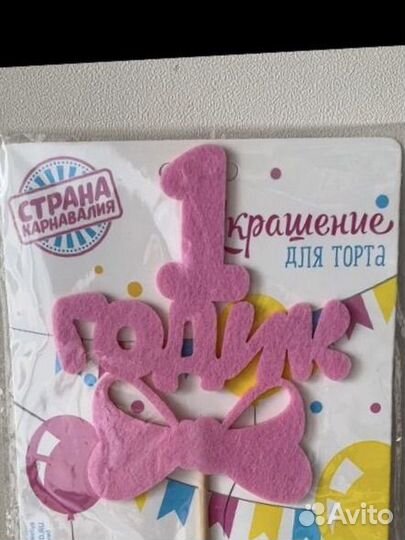 СТРАНА
КАРНАВАЛИЯ
1
крашение
ДЛЯ ТОРТА
годик
Avito